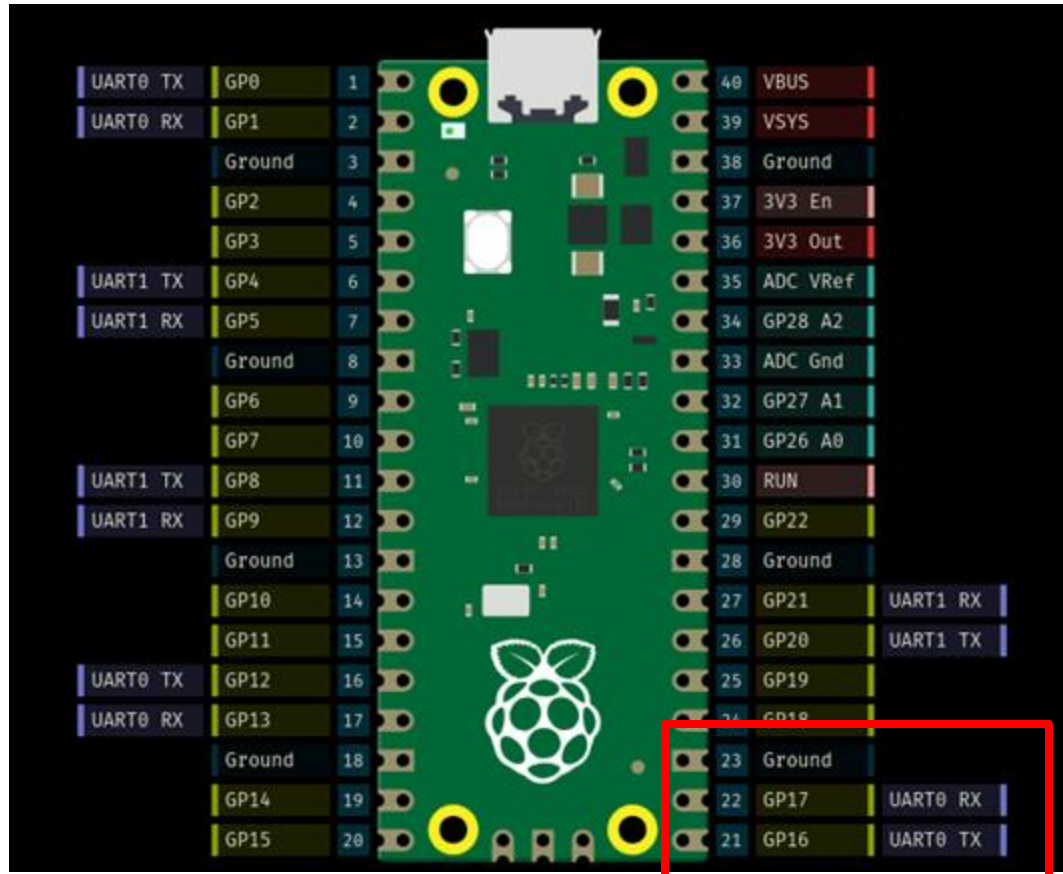 UART0 TX GP0 1 40 VBUS
UART0 RX GP1 2 39 VSYS
Ground 3 38 Ground
GP2 4 37 3V3 En
GP3 5 36 3V3 Out
UART1 TX GP4 6 35 ADC VRef
UART1 RX GP5 7 34 GP28 A2
Ground 8 33 ADC Gnd
GP6 9 32 GP27 A1
GP7 10 31 GP26 A0
UART1 TX GP8 11 30 RUN
UART1 RX GP9 12 29 GP22
Ground 13 28 Ground
GP10 14 27 GP21 UART1 RX
GP11 15 26 GP20 UART1 TX
UART0 TX GP12 16 25 GP19
UART0 RX GP13 17 24 GP18
Ground 18 23 Ground
GP14 19 22 GP17 UART0 RX
GP15 20 21 GP16 UART0 TX